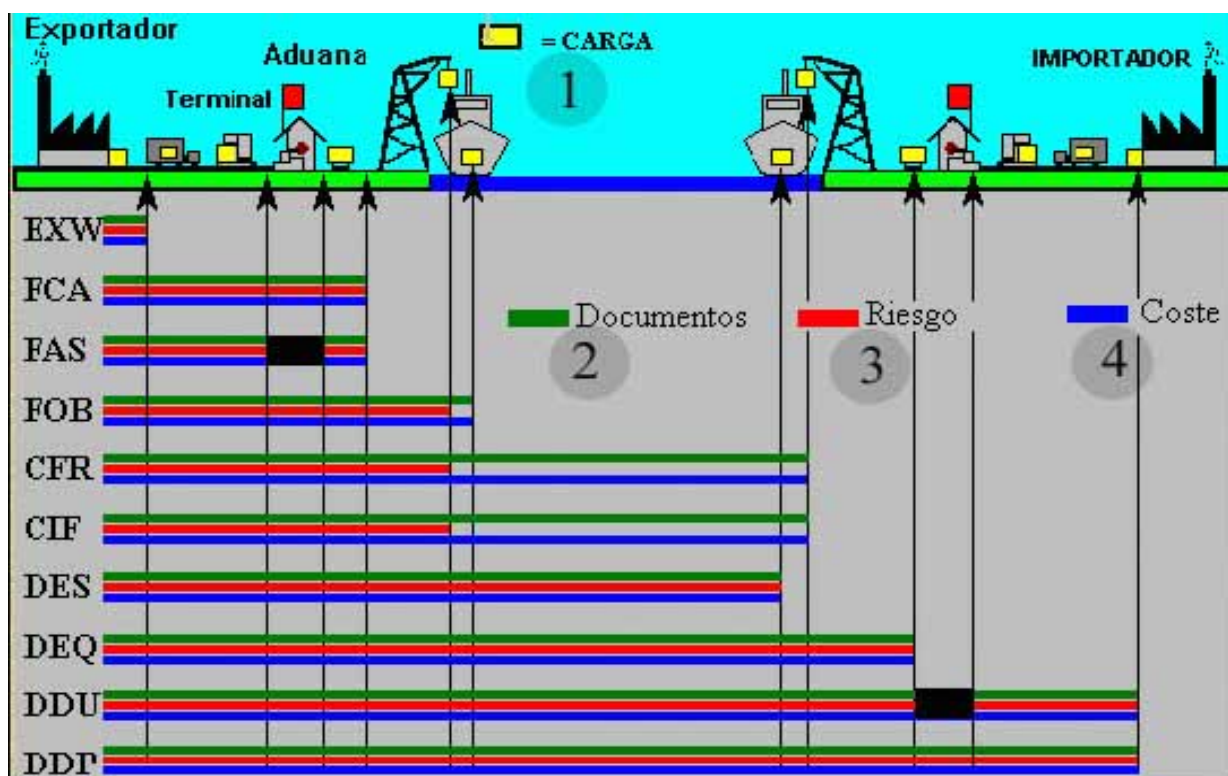 Exportador
= CARGA
Aduana
IMPORTADOR
Terminal
1
EXW
FCA
Documentos
Riesgo
Coste
FAS
2
3
4
FOB
CFR
CIF
DES
DEQ
DDU
DDP